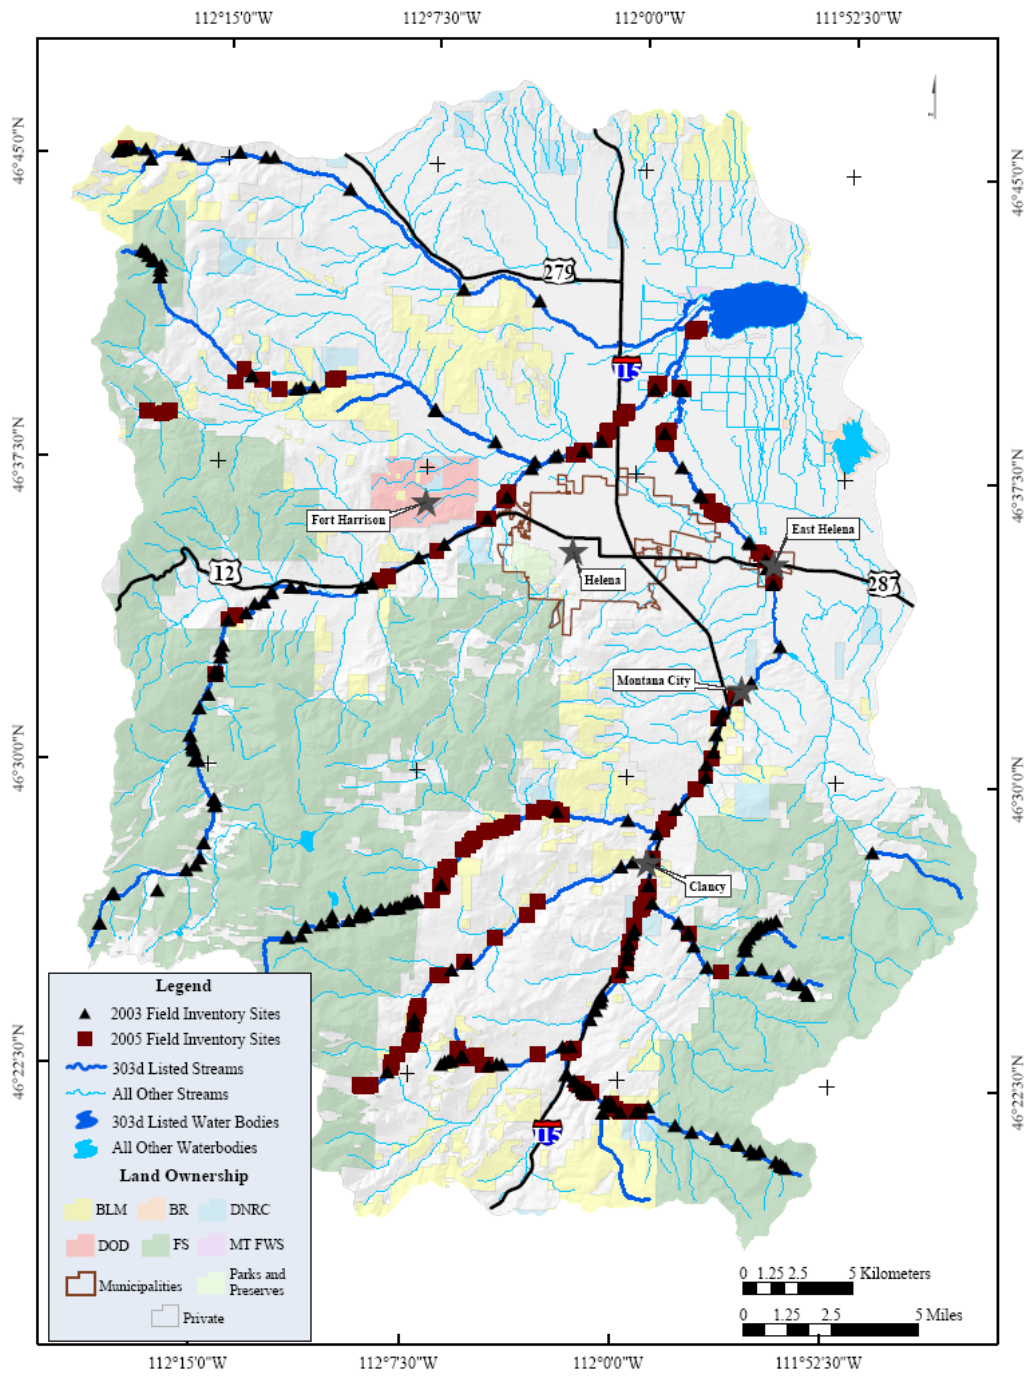 112°15'0"W 112°7'30"W 112°0'0"W 111°52'30"W
46°45'0"N
46°45'0"N
279
15
46°37'30"N
46°37'30"N
Fort Harrison
East Helena
12
Helena
287
Montana City
46°30'0"N
46°30'0"N
Clancy
Legend
2003 Field Inventory Sites
2005 Field Inventory Sites
303d Listed Streams
All Other Streams
303d Listed Water Bodies
All Other Waterbodies
Land Ownership
BLM BR DNRC
DOD FS MT FWS
Municipalities Parks and
Preserves
Private
46°22'30"N
46°22'30"N
15
0 1.25 2.5 5 Kilometers
0 1.25 2.5 5 Miles
112°15'0"W 112°7'30"W 112°0'0"W 111°52'30"W